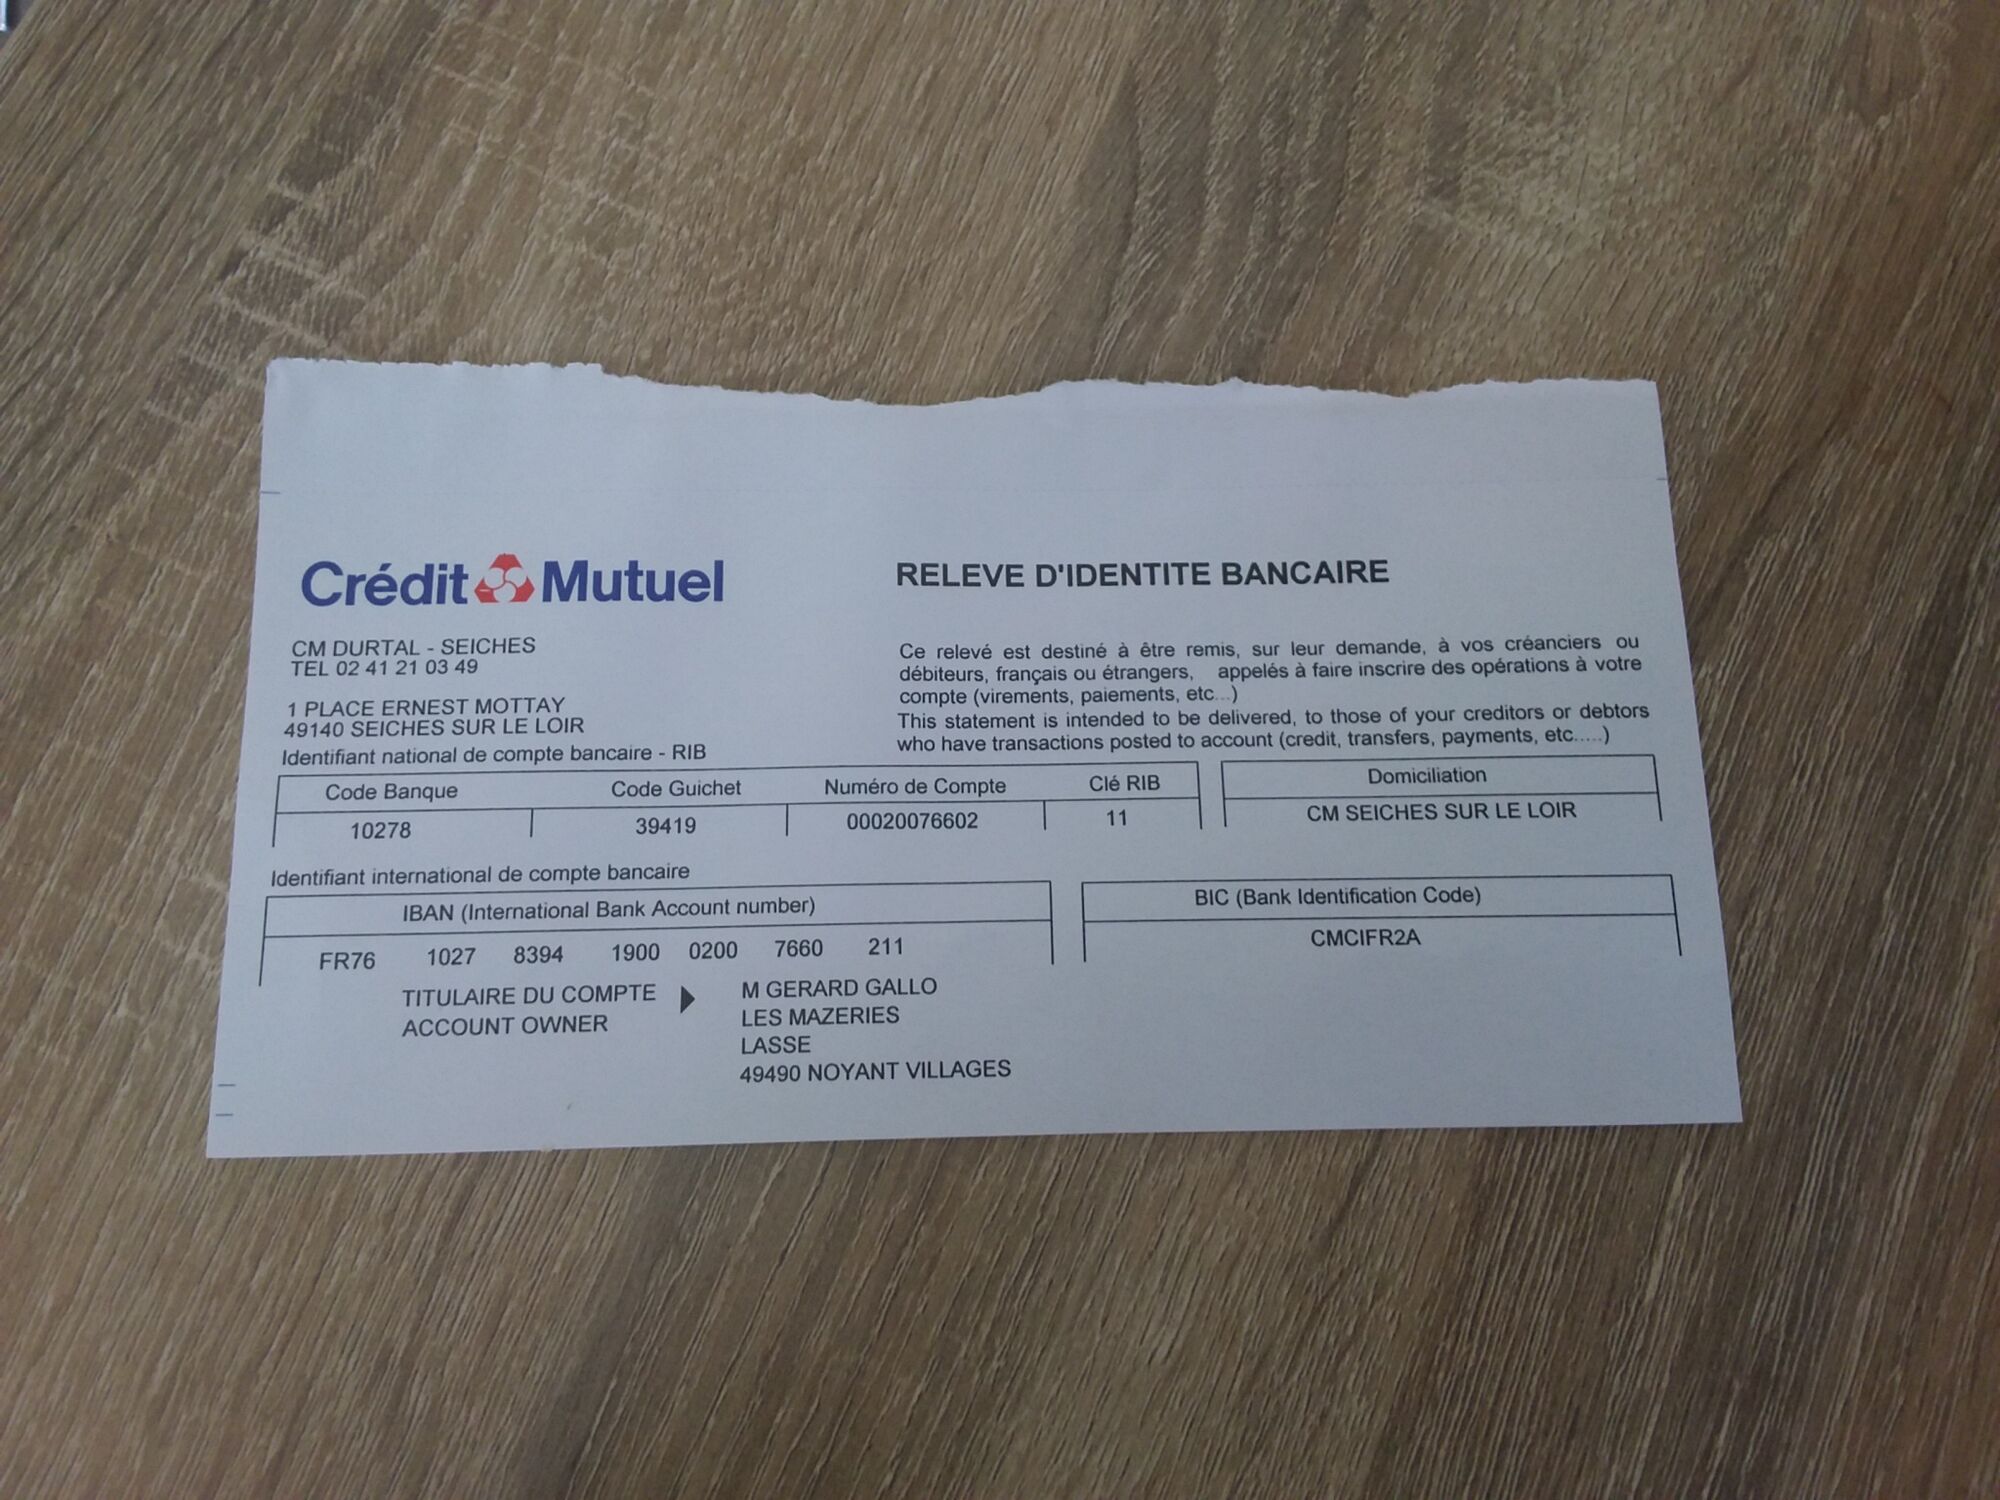 Crédit Mutuel
RELEVE D'IDENTITE BANCAIRE
CM DURTAL - SEICHES
TEL 02 41 21 03 49
1 PLACE ERNEST MOTTAY
49140 SEICHES SUR LE LOIR
Ce relevé est destiné à être remis, sur leur demande, à vos créanciers ou
débiteurs, français ou étrangers, appelés à faire inscrire des opérations à votre
compte (virements, paiements, etc...)
This statement is intended to be delivered, to those of your creditors or debtors
who have transactions posted to account (credit, transfers, payments, etc.....)
Identifiant national de compte bancaire - RIB
Code Banque Code Guichet Numéro de Compte Clé RIB Domiciliation
10278 39419 00020076602 11 CM SEICHES SUR LE LOIR
Identifiant international de compte bancaire
IBAN (International Bank Account number) BIC (Bank Identification Code)
FR76 1027 8394 1900 0200 7660 211 CMCIFR2A
TITULAIRE DU COMPTE M GERARD GALLO
ACCOUNT OWNER LES MAZERIES
LASSE
49490 NOYANT VILLAGES